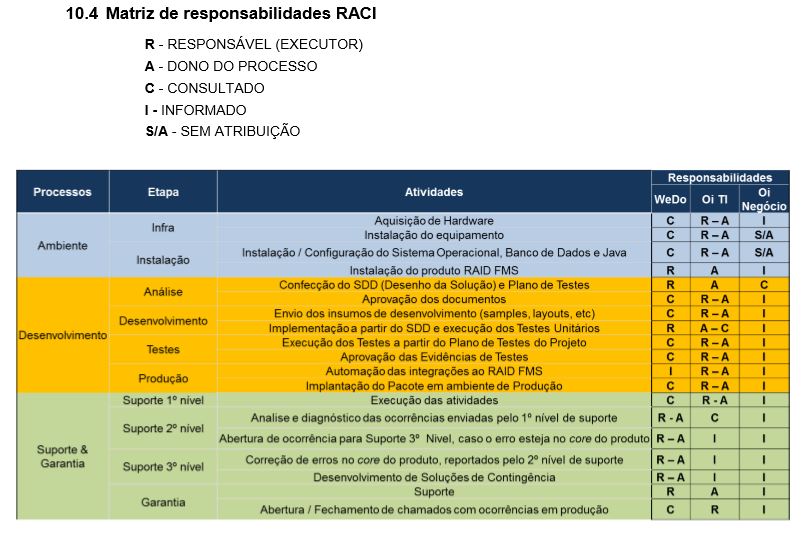 10.4 Matriz de responsabilidades RACI
R - RESPONSÁVEL (EXECUTOR)
A - DONO DO PROCESSO
C - CONSULTADO
I - INFORMADO
S/A - SEM ATRIBUIÇÃO
Processos Etapa Atividades Responsabilidades
WeDo Oi TI Oi Negócio
Ambiente
Infra
Aquisição de Hardware C R – A I
Instalação do equipamento C R – A S/A
Instalação
Instalação / Configuração do Sistema Operacional, Banco de Dados e Java C R – A S/A
Instalação do produto RAID FMS R A I
Desenvolvimento
Análise
Confecção do SDD (Desenho da Solução) e Plano de Testes R A C
Aprovação dos documentos C R – A I
Desenvolvimento
Envio dos insumos de desenvolvimento (samples, layouts, etc) C R – A I
Implementação a partir do SDD e execução dos Testes Unitários R A – C I
Testes
Execução dos Testes a partir do Plano de Testes do Projeto C R – A I
Aprovação das Evidências de Testes C R – A I
Produção
Automação das integrações ao RAID FMS I R – A I
Implantação do Pacote em ambiente de Produção C R – A I
Suporte & Garantia
Suporte 1º nível Execução das atividades C R - A I
Suporte 2º nível
Analise e diagnóstico das ocorrências enviadas pelo 1º nível de suporte R - A C I
Abertura de ocorrência para Suporte 3º Nivel, caso o erro esteja no core do produto R – A I I
Suporte 3º nível
Correção de erros no core do produto, reportados pelo 2º nível de suporte R – A I I
Desenvolvimento de Soluções de Contingência R – A I I
Garantia
Suporte R A I
Abertura / Fechamento de chamados com ocorrências em produção C R I